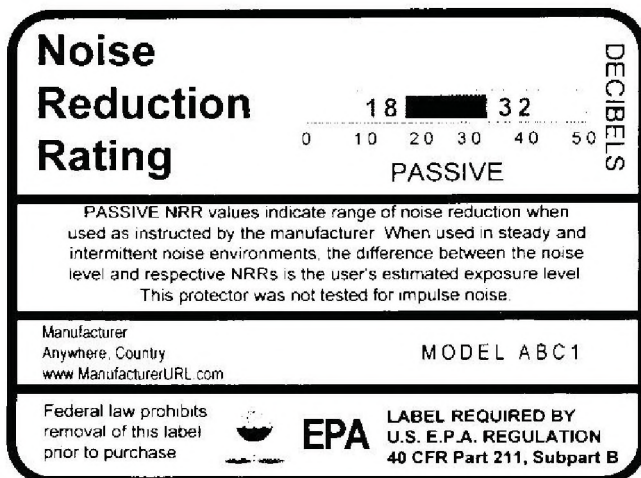 Noise
Reduction
Rating
18 32
0 10 20 30 40 50
PASSIVE
DECIBELS
PASSIVE NRR values indicate range of noise reduction when
used as instructed by the manufacturer. When used in steady and
intermittent noise environments, the difference between the noise
level and respective NRRs is the user's estimated exposure level
This protector was not tested for impulse noise.
Manufacturer
Anywhere, Country
www ManufacturerURL.com
MODEL ABC1
Federal law prohibits
removal of this label
prior to purchase
EPA
LABEL REQUIRED BY
U.S. E.P.A. REGULATION
40 CFR Part 211, Subpart B